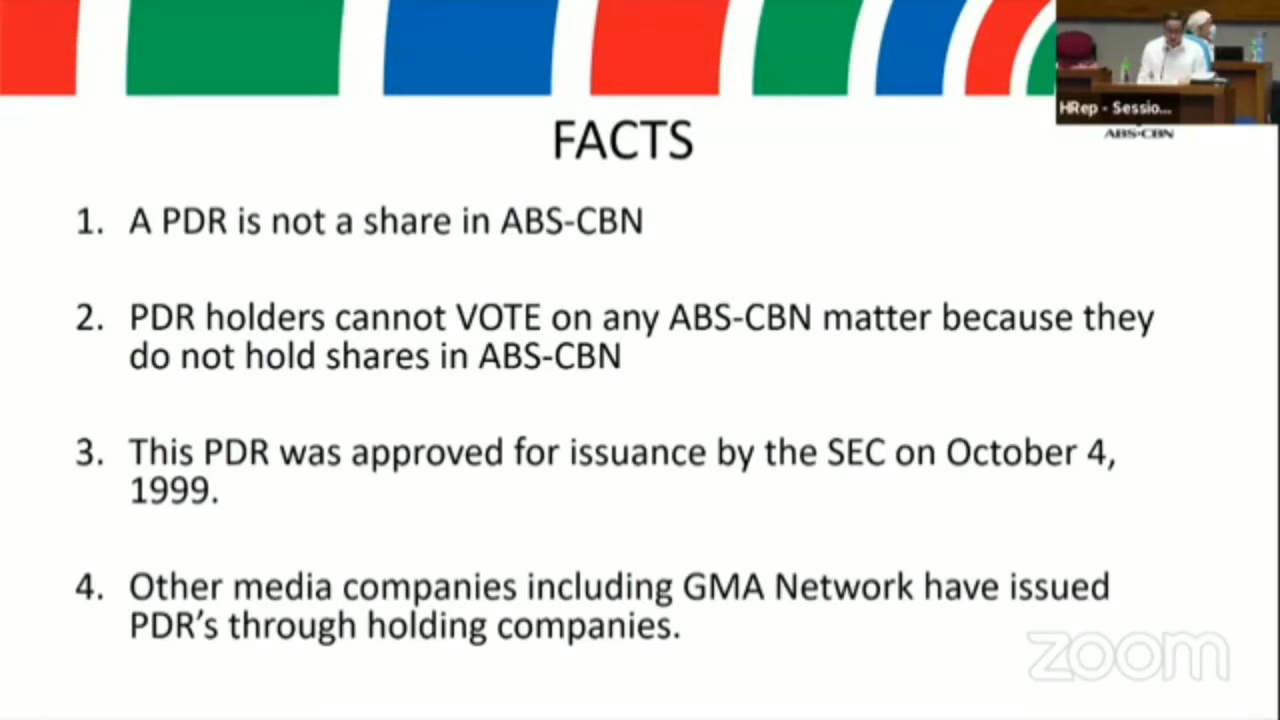 HRep - Sessio...
ABS-CBN
FACTS
1. A PDR is not a share in ABS-CBN
2. PDR holders cannot VOTE on any ABS-CBN matter because they
do not hold shares in ABS-CBN
3. This PDR was approved for issuance by the SEC on October 4,
1999.
4. Other media companies including GMA Network have issued
PDR's through holding companies.
zoom